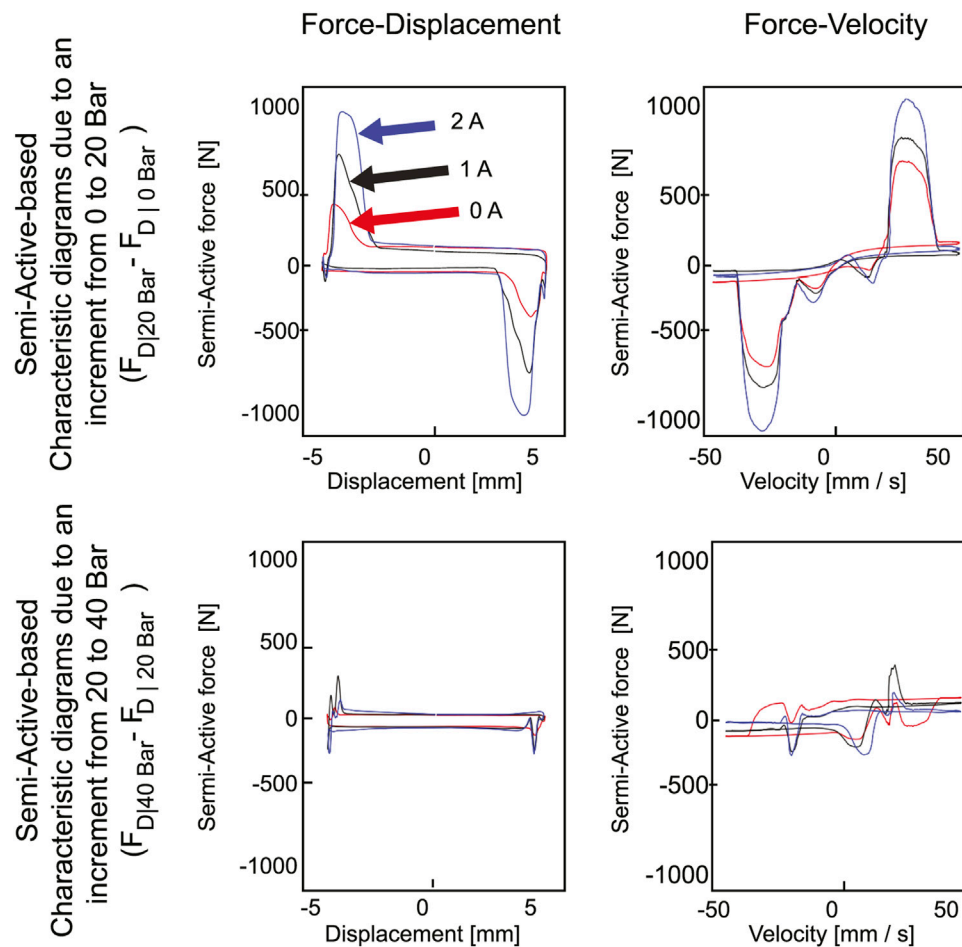 Force-Displacement
Force-Velocity
Semi-Active-based
Characteristic diagrams due to an
increment from 0 to 20 Bar
(F D|20 Bar - F D | 0 Bar )
Sermi-Active force [N]
1000
500
0
-500
-1000
2 A
1 A
0 A
-5
0
5
Displacement [mm]
Sermi-Active force [N]
1000
500
0
-500
-1000
-50
0
50
Velocity [mm / s]
Semi-Active-based
Characteristic diagrams due to an
increment from 20 to 40 Bar
(F D|40 Bar - F D | 20 Bar )
Sermi-Active force [N]
1000
500
0
-500
-1000
-5
0
5
Displacement [mm]
Sermi-Active force [N]
1000
500
0
-500
-1000
-50
0
50
Velocity [mm / s]